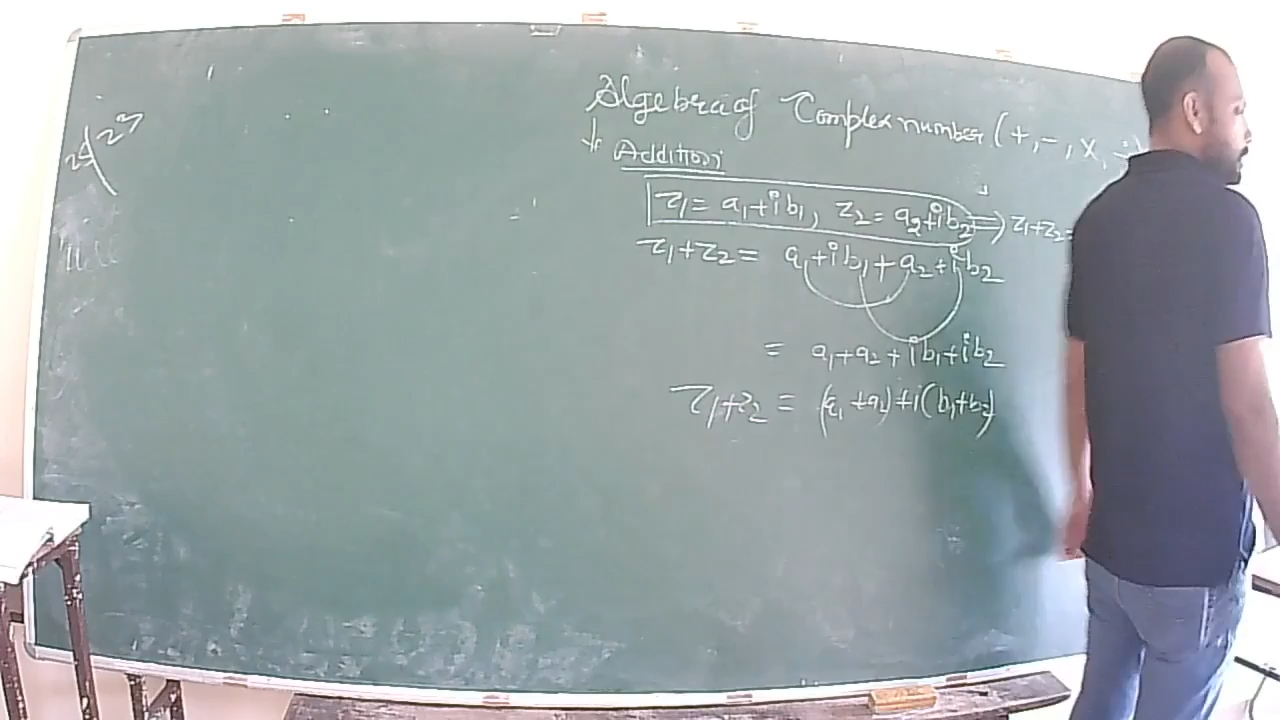 Algebra of Complex number (+, -, x, ÷)
* Addition
z₁ = a₁+ib₁, z₂ = a₂+ib₂ ⇒ z₁+z₂ =
z₁+z₂ = a₁+ib₁+a₂+ib₂
= a₁+a₂+ib₁+ib₂
z₁+z₂ = (a₁+a₂)+i(b₁+b₂)